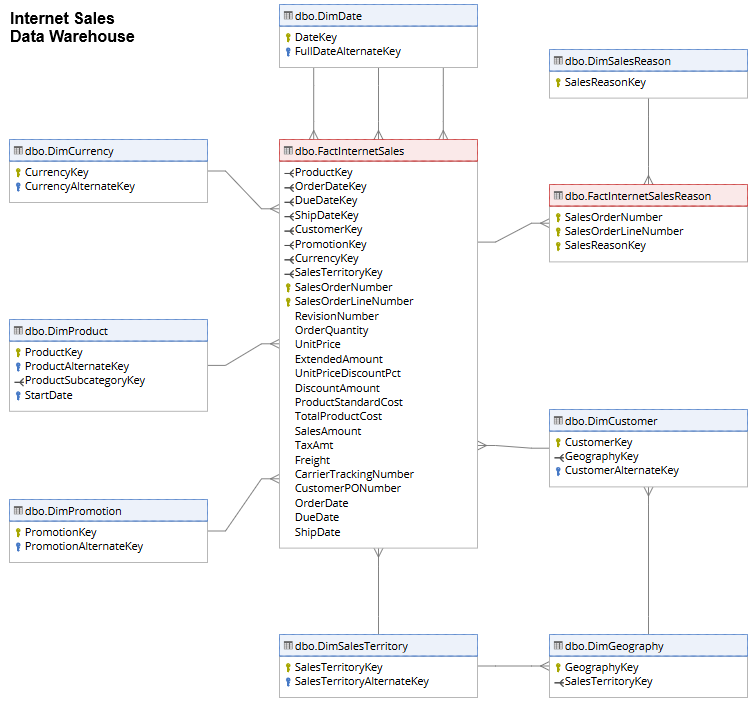 Internet Sales
Data Warehouse
dbo.DimDate
DateKey
FullDateAlternateKey
dbo.DimSalesReason
SalesReasonKey
dbo.DimCurrency
CurrencyKey
CurrencyAlternateKey
dbo.FactInternetSales
ProductKey
OrderDateKey
DueDateKey
ShipDateKey
CustomerKey
PromotionKey
CurrencyKey
SalesTerritoryKey
SalesOrderNumber
SalesOrderLineNumber
RevisionNumber
OrderQuantity
UnitPrice
ExtendedAmount
UnitPriceDiscountPct
DiscountAmount
ProductStandardCost
TotalProductCost
SalesAmount
TaxAmt
Freight
CarrierTrackingNumber
CustomerPONumber
OrderDate
DueDate
ShipDate
dbo.FactInternetSalesReason
SalesOrderNumber
SalesOrderLineNumber
SalesReasonKey
dbo.DimProduct
ProductKey
ProductAlternateKey
ProductSubcategoryKey
StartDate
dbo.DimCustomer
CustomerKey
GeographyKey
CustomerAlternateKey
dbo.DimPromotion
PromotionKey
PromotionAlternateKey
dbo.DimSalesTerritory
SalesTerritoryKey
SalesTerritoryAlternateKey
dbo.DimGeography
GeographyKey
SalesTerritoryKey